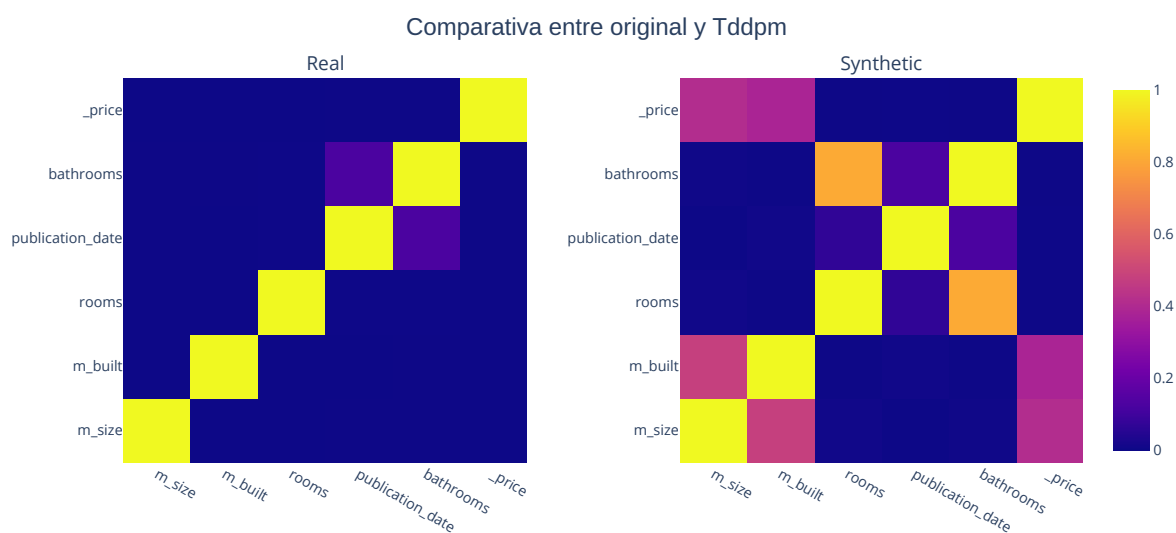 Comparativa entre original y Tddpm
Real
_price
bathrooms
publication_date
rooms
m_built
m_size
m_size
m_built
rooms
publication_date
bathrooms
_price
Synthetic
_price
bathrooms
publication_date
rooms
m_built
m_size
m_size
m_built
rooms
publication_date
bathrooms
_price
1
0.8
0.6
0.4
0.2
0